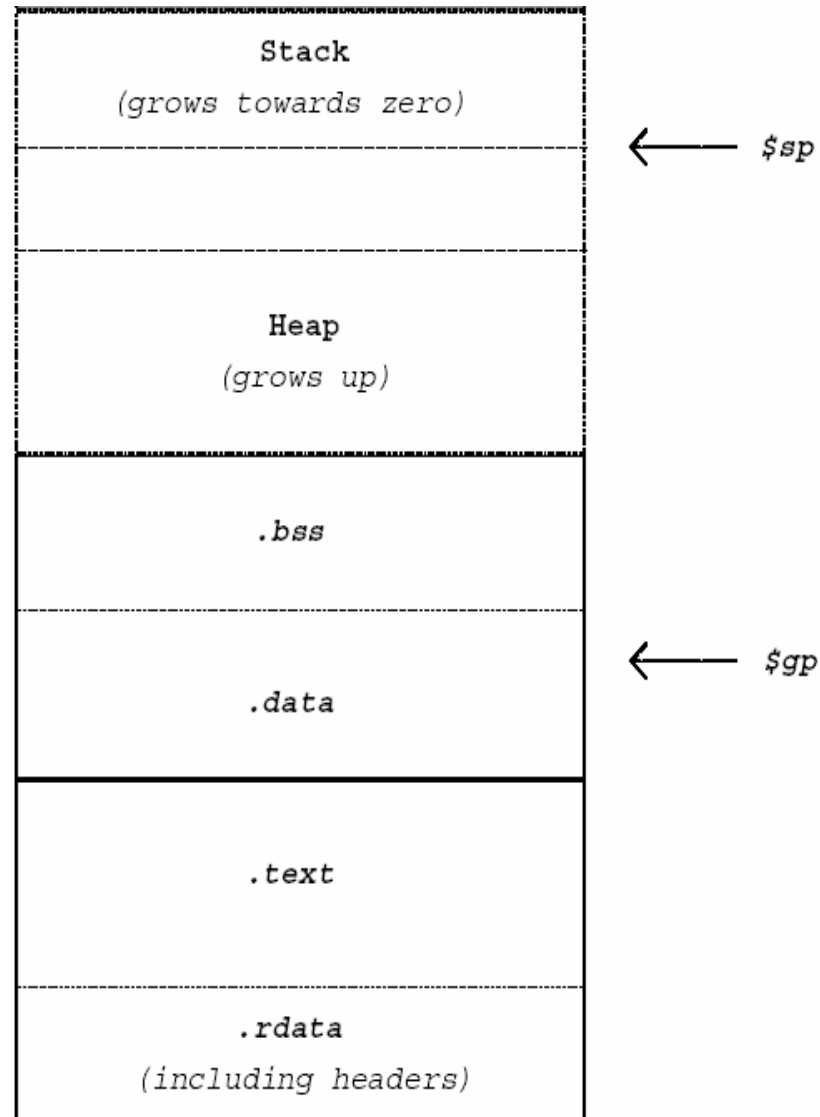 Stack
(grows towards zero)
$sp
Heap
(grows up)
.bss
$gp
.data
.text
.rdata
(including headers)